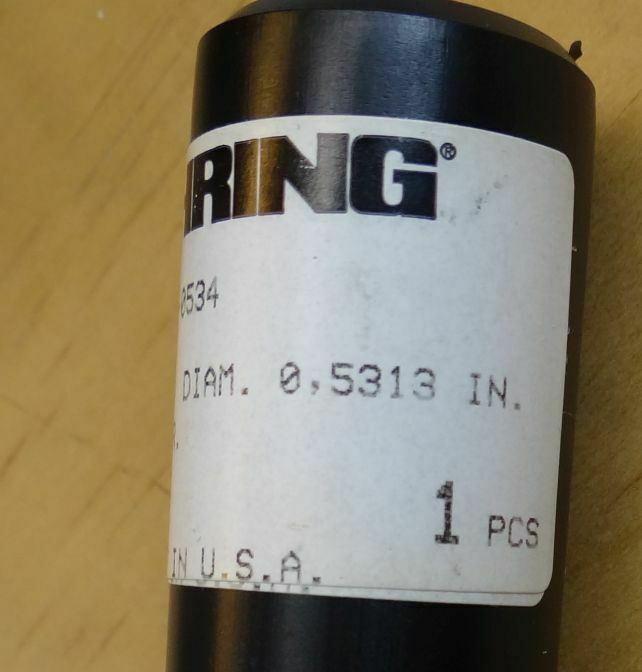 RING®
0534
DIAM. 0,5313 IN.
1 PCS
IN U.S.A.